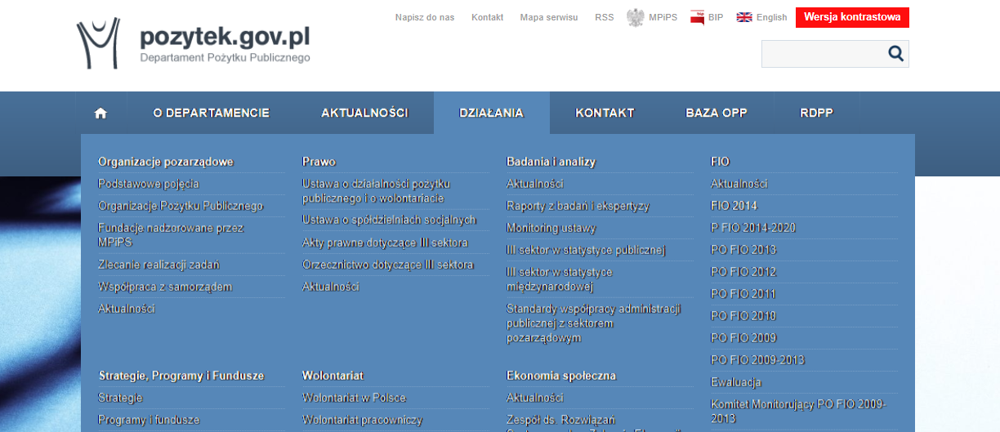 Napisz do nas Kontakt Mapa serwisu RSS MPiPS BIP English Wersja kontrastowa
pozytek.gov.pl
Departament Pożytku Publicznego
O DEPARTAMENCIE AKTUALNOŚCI DZIAŁANIA KONTAKT BAZA OPP RDPP
Organizacje pozarządowe
Podstawowe pojęcia
Organizacje Pożytku Publicznego
Fundacje nadzorowane przez
MPiPS
Zlecanie realizacji zadań
Współpraca z samorządem
Aktualności
Prawo
Ustawa o działalności pożytku
publicznego i o wolontariacie
Ustawa o spółdzielniach socjalnych
Akty prawne dotyczące III sektora
Orzecznictwo dotyczące III sektora
Aktualności
Badania i analizy
Aktualności
Raporty z badań i ekspertyzy
Monitoring ustawy
III sektor w statystyce publicznej
III sektor w statystyce
międzynarodowej
Standardy współpracy administracji
publicznej z sektorem
pozarządowym
FIO
Aktualności
FIO 2014
P FIO 2014-2020
PO FIO 2013
PO FIO 2012
PO FIO 2011
PO FIO 2010
PO FIO 2009
PO FIO 2009-2013
Ewaluacja
Komitet Monitorujący PO FIO 2009-
2013
Strategie, Programy i Fundusze
Strategie
Programy i fundusze
Wolontariat
Wolontariat w Polsce
Wolontariat pracowniczy
Ekonomia społeczna
Aktualności
Zespół ds. Rozwiązań